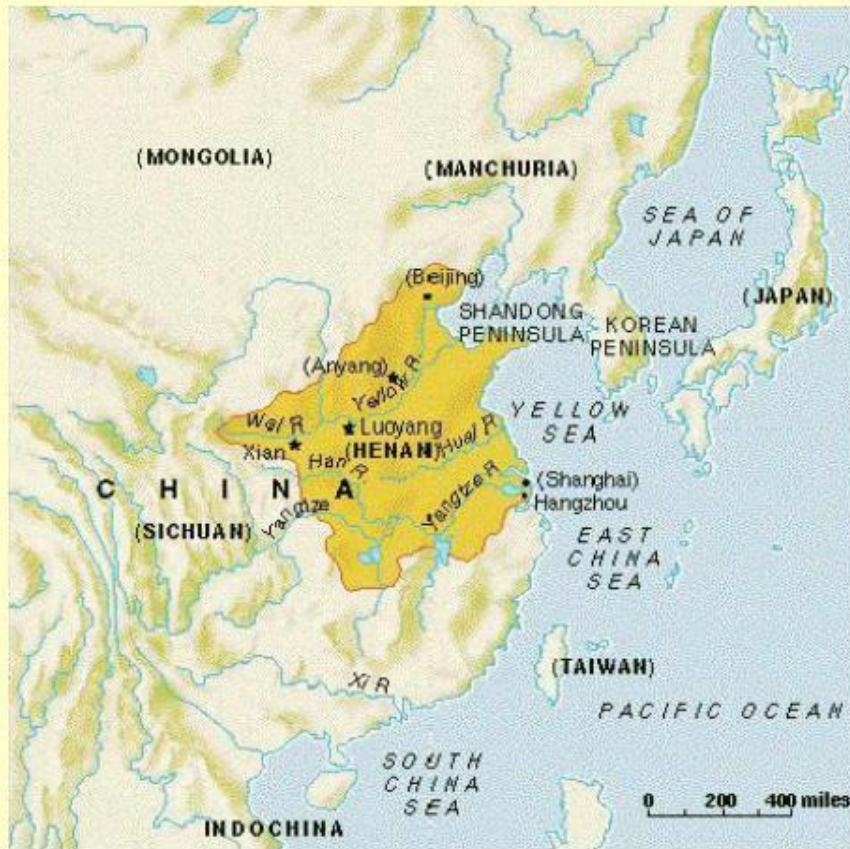 (MONGOLIA)
(MANCHURIA)
SEA OF
JAPAN
(JAPAN)
(Beijing)
SHANDONG
PENINSULA
KOREAN
PENINSULA
(Anyang)
Yellow R.
YELLOW
SEA
Wei R.
Luoyang
Xian
(HENAN)
Huai R.
Han R.
CHINA
(Shanghai)
Hangzhou
Yangtze R.
Yangtze
(SICHUAN)
EAST
CHINA
SEA
(TAIWAN)
Xi R.
PACIFIC OCEAN
SOUTH
CHINA
SEA
0 200 400 miles
INDOCHINA